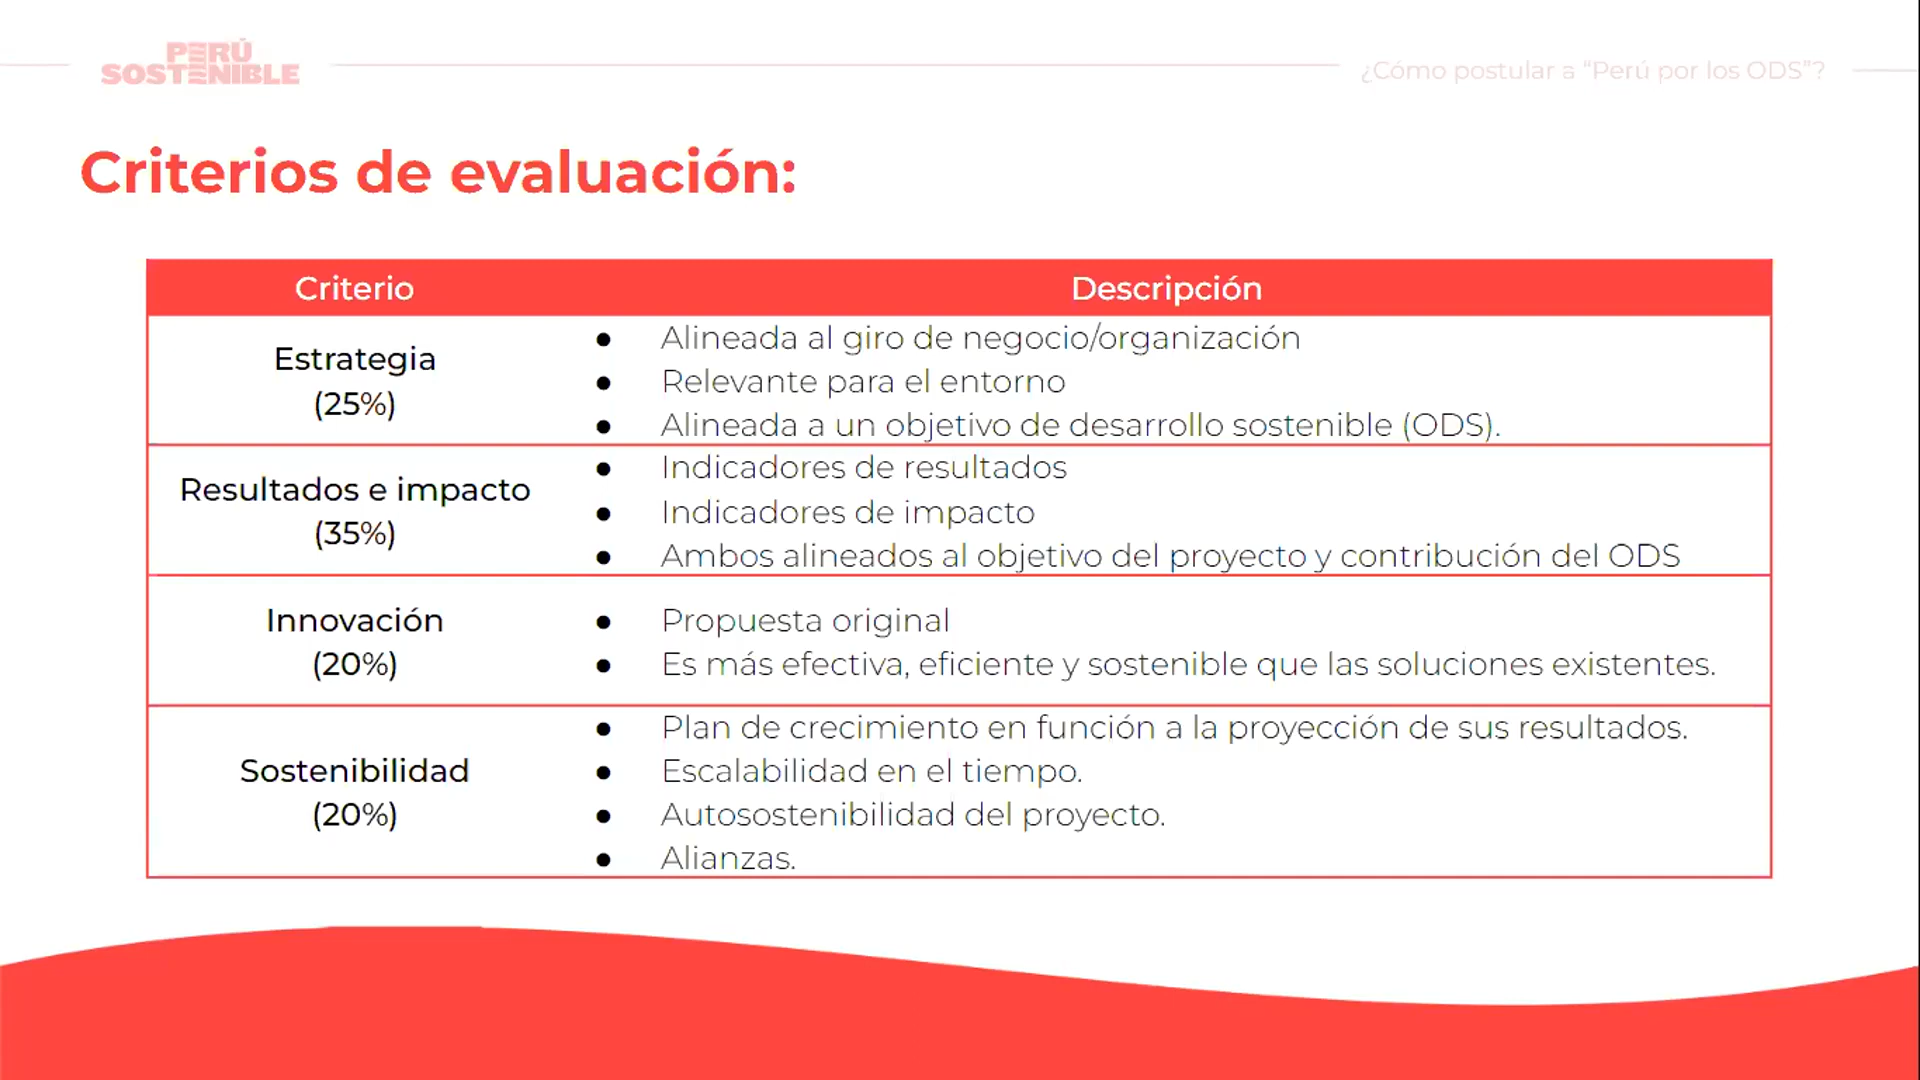 PERÚ
SOSTENIBLE
¿Cómo postular a “Perú por los ODS”?
Criterios de evaluación:
Criterio
Descripción
Estrategia
(25%)
● Alineada al giro de negocio/organización
● Relevante para el entorno
● Alineada a un objetivo de desarrollo sostenible (ODS).
Resultados e impacto
(35%)
● Indicadores de resultados
● Indicadores de impacto
● Ambos alineados al objetivo del proyecto y contribución del ODS
Innovación
(20%)
● Propuesta original
● Es más efectiva, eficiente y sostenible que las soluciones existentes.
Sostenibilidad
(20%)
● Plan de crecimiento en función a la proyección de sus resultados.
● Escalabilidad en el tiempo.
● Autosostenibilidad del proyecto.
● Alianzas.